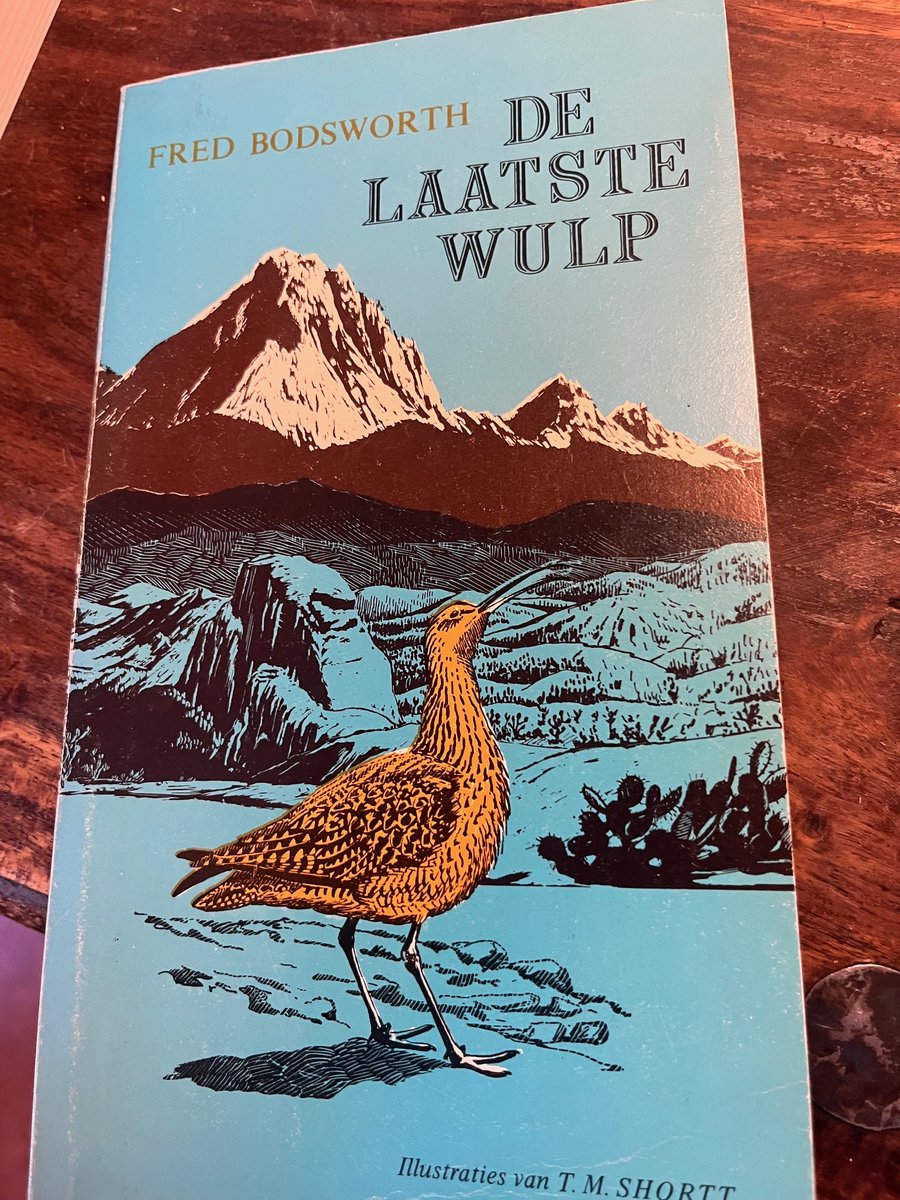 FRED BODSWORTH
DE
LAATSTE
WULP
Illustraties van T. M. SHORTT